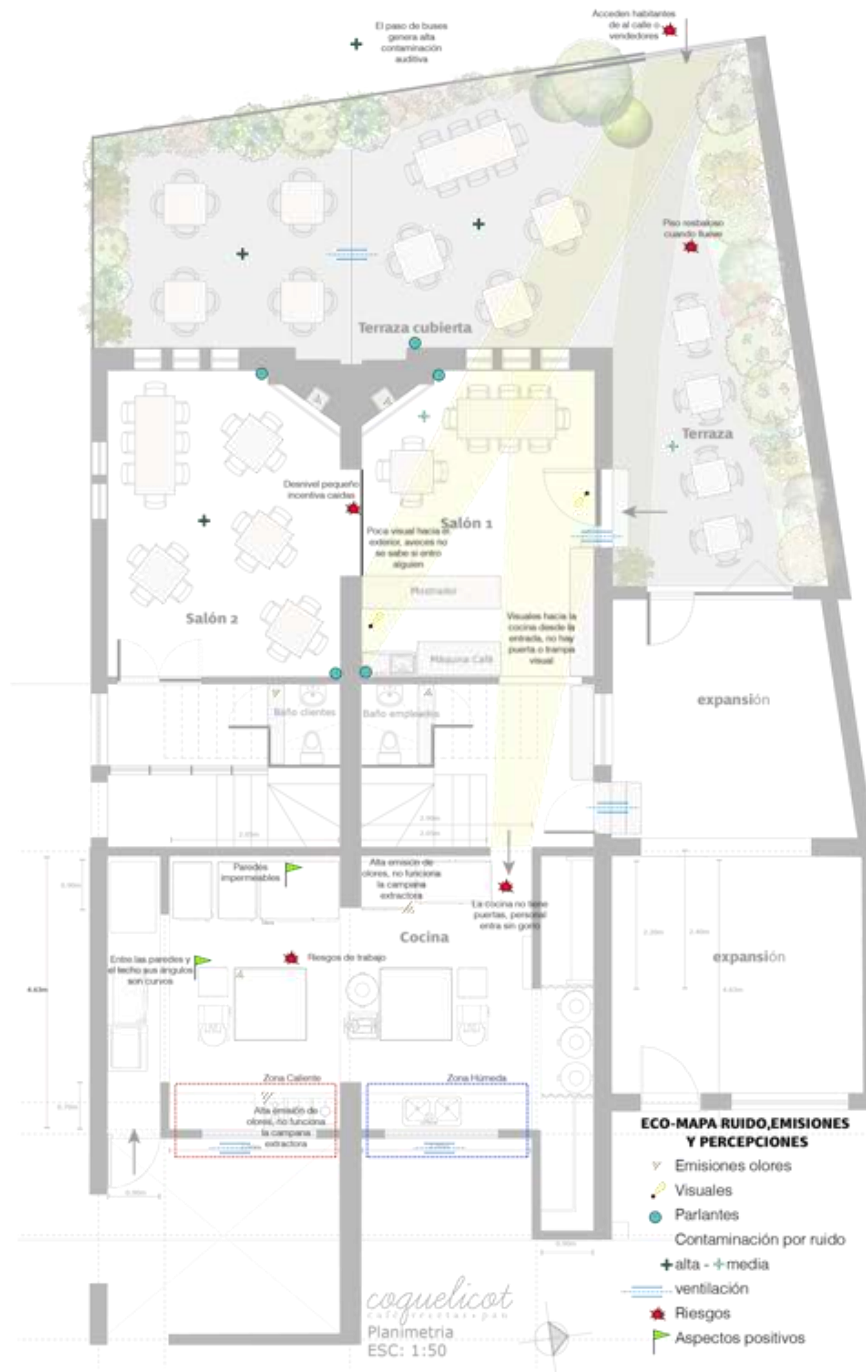 El paso de buses
genera alta
contaminación
auditiva
Acceden habitantes
de al calle o
vendedores
Piso resbaloso
cuando llueve
Terraza cubierta
Terraza
Desnivel pequeño
incentiva caidas
Salón 1
Poca visual hacia el
exterior, aveces no
se sabe si entro
alguien
Salón 2
Mostrador
Visuales hacia la
cocina desde la
entrada, no hay
puerta o trampa
visual
Máquina Café
expansión
Baño clientes
Baño empleados
Paredes
impermeables
Alta emisión de
olores, no funciona
la campana
extractora
La cocina no tiene
puertas, personal
entra sin gorro
Cocina
Entre las paredes y
el techo sus ángulos
son curvos
Riesgos de trabajo
expansión
4.63m
Zona Caliente
Zona Húmeda
Alta emisión de
olores, no funciona
la campana
extractora
ECO-MAPA RUIDO,EMISIONES
Y PERCEPCIONES
Emisiones olores
Visuales
Parlantes
Contaminación por ruido
alta - media
ventilación
Riesgos
Aspectos positivos
coquelicot
café•recetas•pan
Planimetria
ESC: 1:50